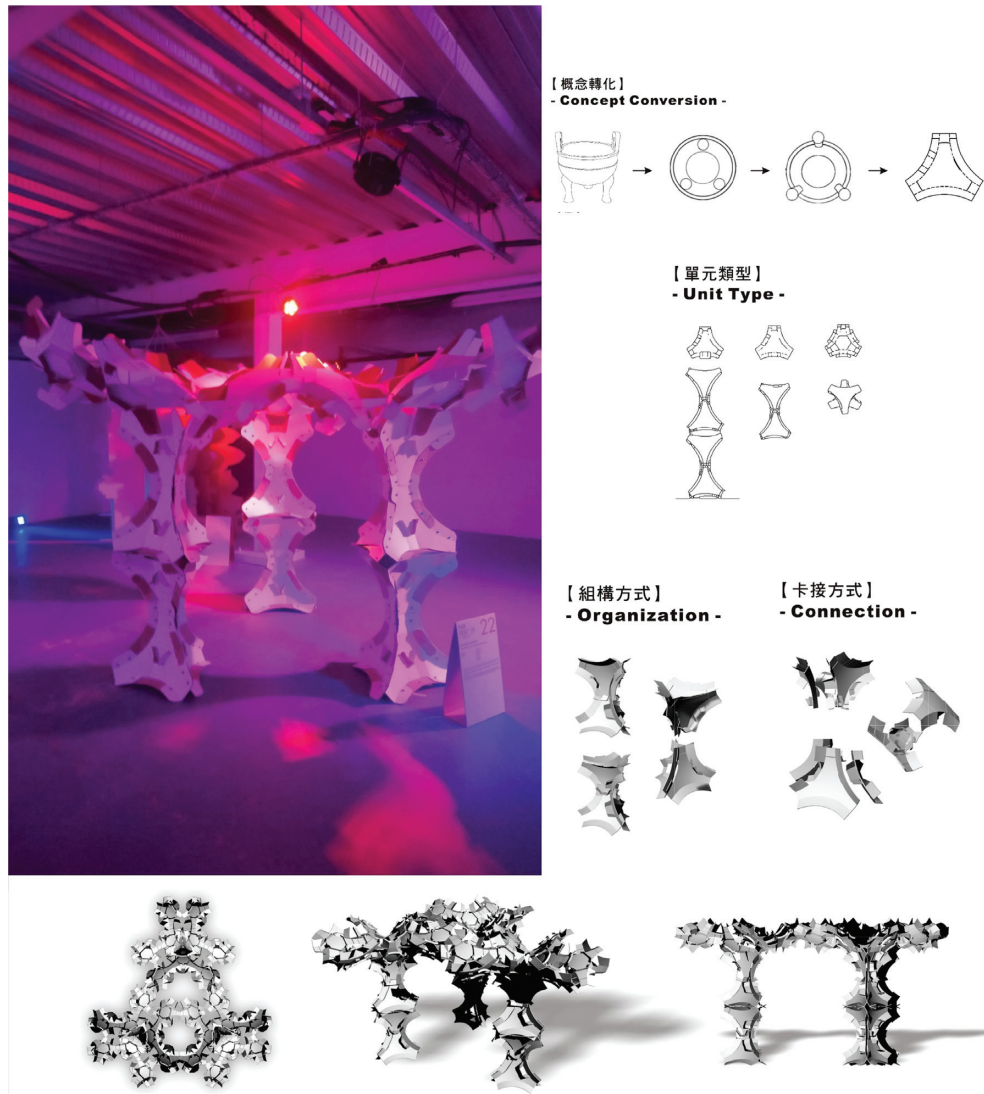 【概念轉化】
- Concept Conversion -
【單元類型】
- Unit Type -
【組構方式】
- Organization -
【卡接方式】
- Connection -
22